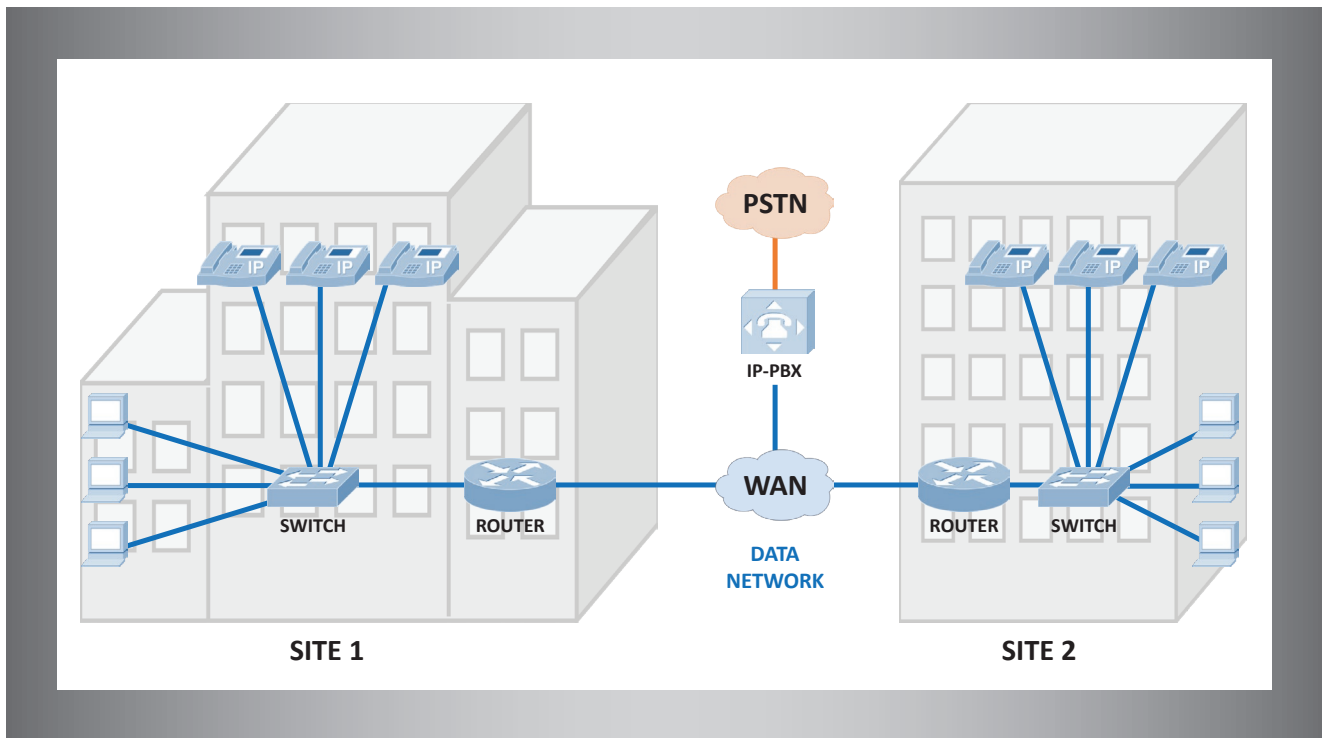 PSTN
IP IP IP
IP IP IP
IP-PBX
WAN
SWITCH
ROUTER
ROUTER
SWITCH
DATA
NETWORK
SITE 1
SITE 2